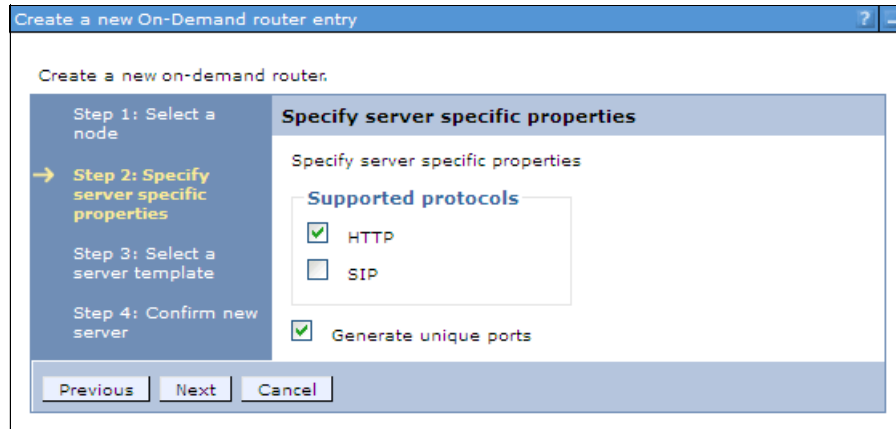 Create a new On-Demand router entry
?
Create a new on-demand router.
Step 1: Select a
node
Step 2: Specify
server specific
properties
Step 3: Select a
server template
Step 4: Confirm new
server
Specify server specific properties
Specify server specific properties
Supported protocols
HTTP
SIP
Generate unique ports
Previous Next Cancel